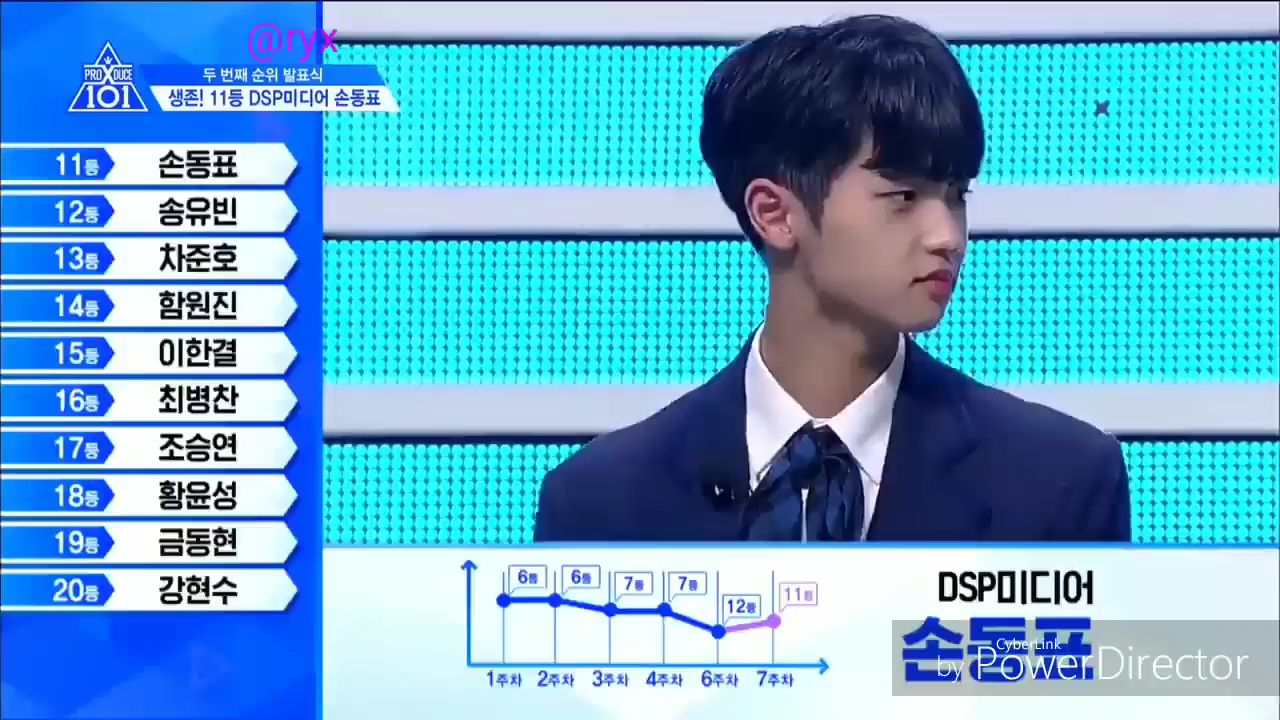 @ryx
PRODUCE
X
101
두 번째 순위 발표식
생존! 11등 DSP미디어 손동표
11등 손동표
12등 송유빈
13등 차준호
14등 함원진
15등 이한결
16등 최병찬
17등 조승연
18등 황윤성
19등 금동현
20등 강현수
6등 6등 7등 7등 12등 11등
1주차 2주차 3주차 4주차 6주차 7주차
DSP미디어
손동표
CyberLink
by PowerDirector